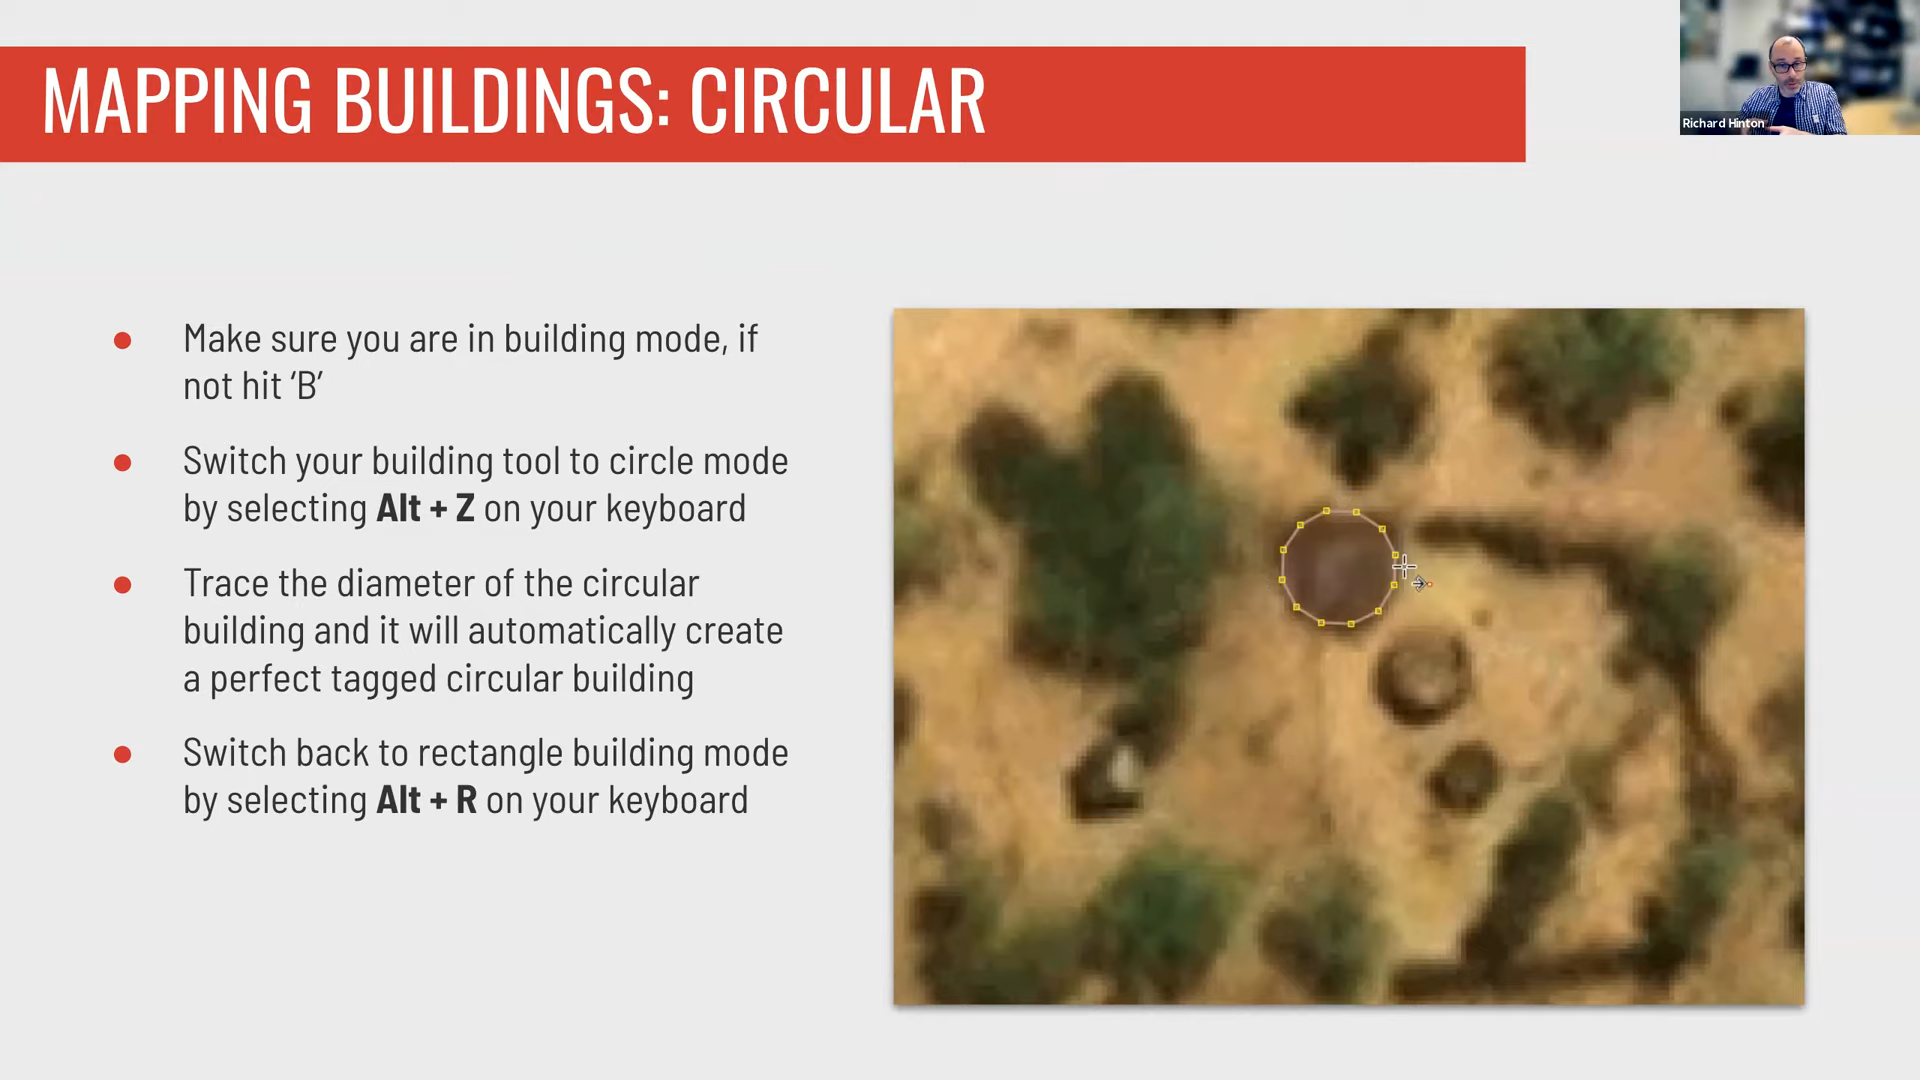 MAPPING BUILDINGS: CIRCULAR
Richard Hinton
Make sure you are in building mode, if
not hit ‘B’
Switch your building tool to circle mode
by selecting Alt + Z on your keyboard
Trace the diameter of the circular
building and it will automatically create
a perfect tagged circular building
Switch back to rectangle building mode
by selecting Alt + R on your keyboard